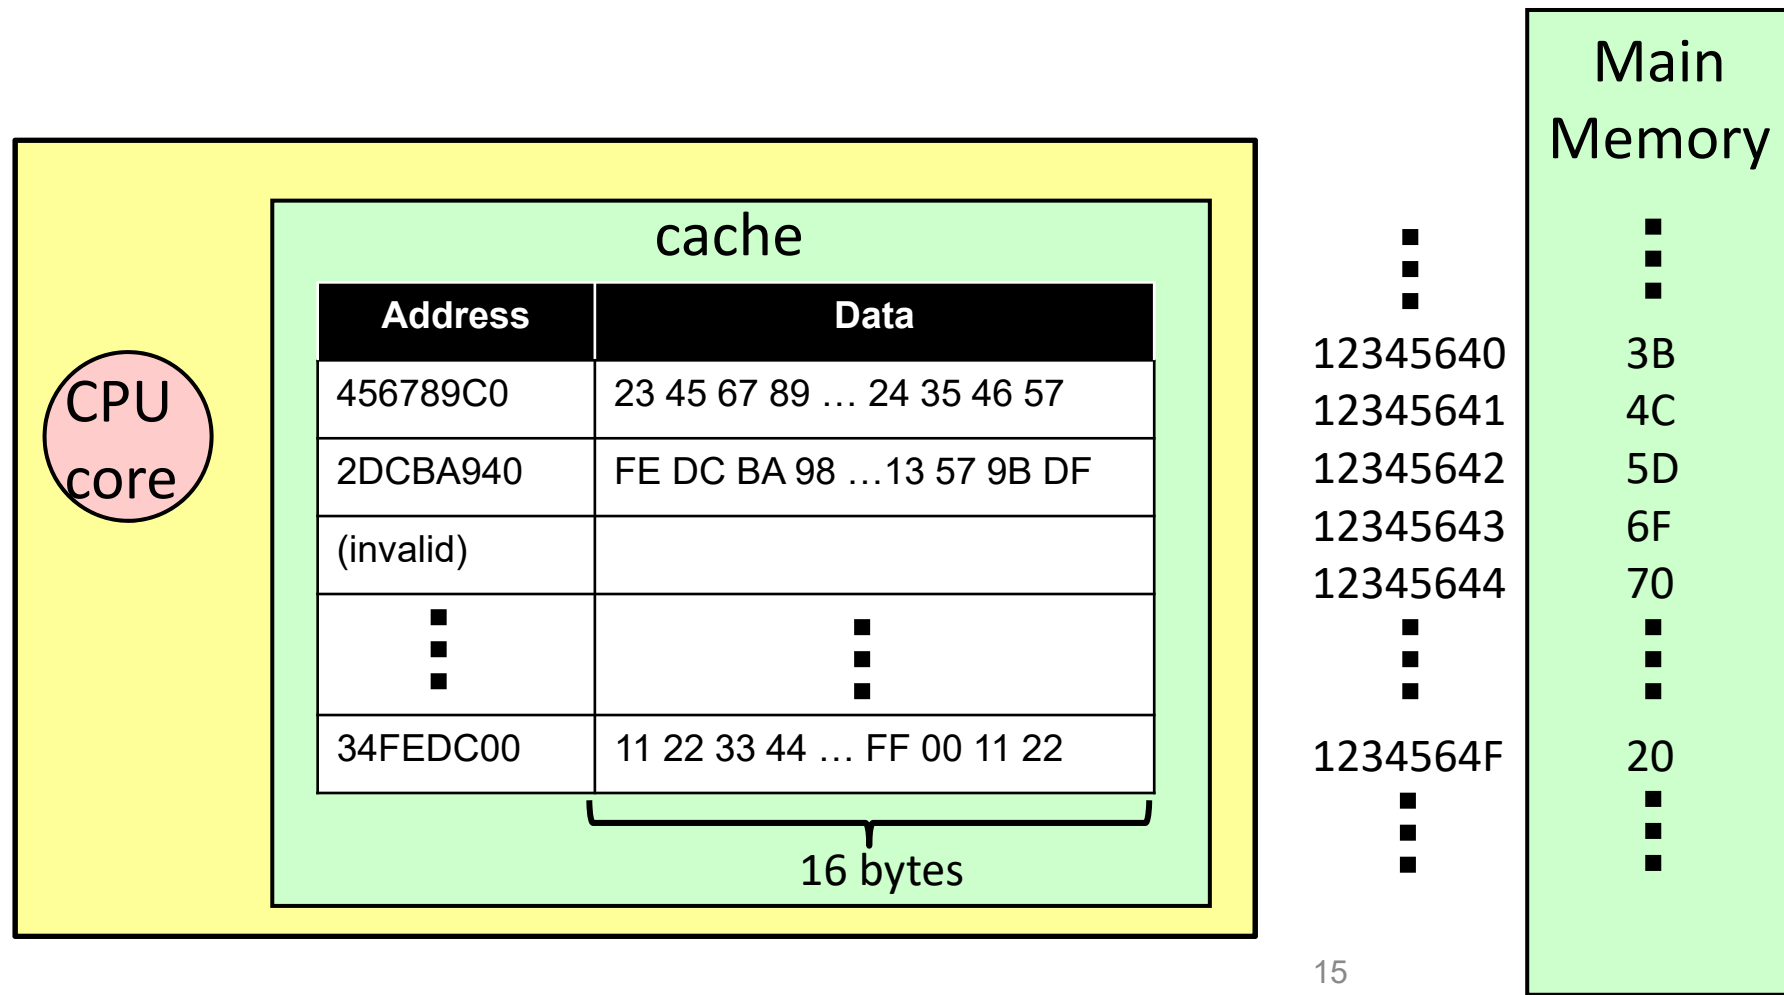 Main
Memory
cache
Address Data
456789C0 23 45 67 89 … 24 35 46 57
2DCBA940 FE DC BA 98 …13 57 9B DF
(invalid)
34FEDC00 11 22 33 44 … FF 00 11 22
16 bytes
CPU
core
12345640 3B
12345641 4C
12345642 5D
12345643 6F
12345644 70
1234564F 20
15